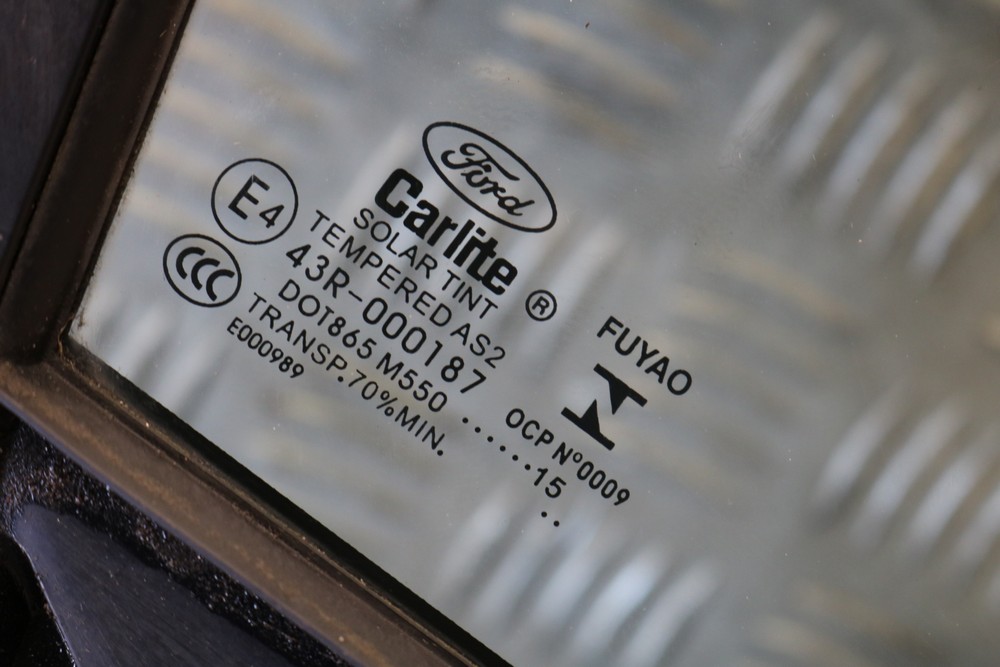 Ford
Carlite®
SOLAR TINT
TEMPERED AS2
E4
43R-000187
CCC
DOT865 M550 .......15
TRANSP.70%MIN. ..
E000989
FUYAO
OCP Nº0009